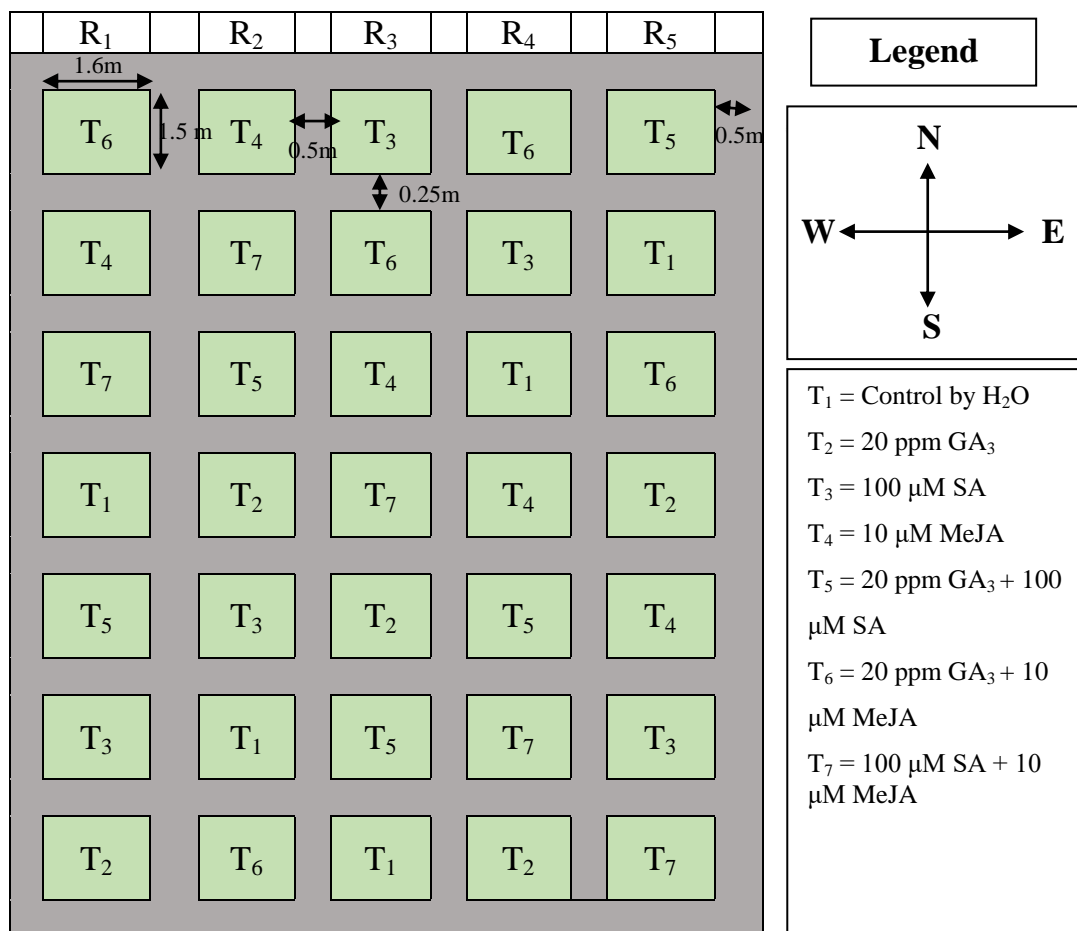 R₁ R₂ R₃ R₄ R₅
1.6m
T₆ 1.5 m T₄ 0.5m T₃ T₆ T₅ 0.5m
0.25m
T₄ T₇ T₆ T₃ T₁
T₇ T₅ T₄ T₁ T₆
T₁ T₂ T₇ T₄ T₂
T₅ T₃ T₂ T₅ T₄
T₃ T₁ T₅ T₇ T₃
T₂ T₆ T₁ T₂ T₇
Legend
N
W E
S
T₁ = Control by H₂O
T₂ = 20 ppm GA₃
T₃ = 100 μM SA
T₄ = 10 μM MeJA
T₅ = 20 ppm GA₃ + 100
μM SA
T₆ = 20 ppm GA₃ + 10
μM MeJA
T₇ = 100 μM SA + 10
μM MeJA